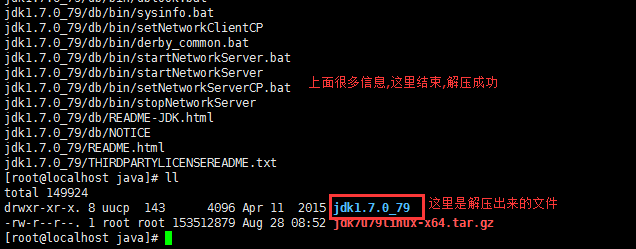 jdk1.7.0_79/db/bin/sysinfo.bat
jdk1.7.0_79/db/bin/setNetworkClientCP
jdk1.7.0_79/db/bin/derby_common.bat
jdk1.7.0_79/db/bin/startNetworkServer.bat
jdk1.7.0_79/db/bin/startNetworkServer
jdk1.7.0_79/db/bin/setNetworkServerCP.bat 上面很多信息,这里结束,解压成功
jdk1.7.0_79/db/bin/stopNetworkServer
jdk1.7.0_79/db/README-JDK.html
jdk1.7.0_79/db/NOTICE
jdk1.7.0_79/README.html
jdk1.7.0_79/THIRDPARTYLICENSEREADME.txt
[root@localhost java]# ll
total 149924
drwxr-xr-x. 8 uucp 143 4096 Apr 11 2015 jdk1.7.0_79 这里是解压出来的文件
-rw-r--r--. 1 root root 153512879 Aug 28 08:52 jdk7u79linux-x64.tar.gz
[root@localhost java]#